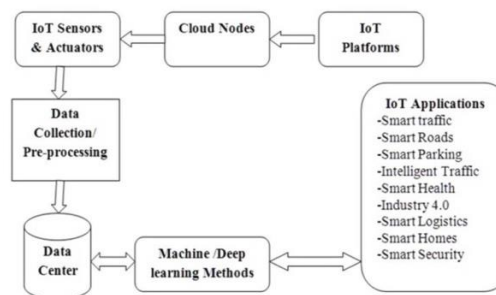 IoT Sensors
& Actuators
Cloud Nodes
IoT
Platforms
Data
Collection/
Pre-processing
Data
Center
Machine /Deep
learning Methods
IoT Applications
-Smart traffic
-Smart Roads
-Smart Parking
-Intelligent Traffic
-Smart Health
-Industry 4.0
-Smart Logistics
-Smart Homes
-Smart Security